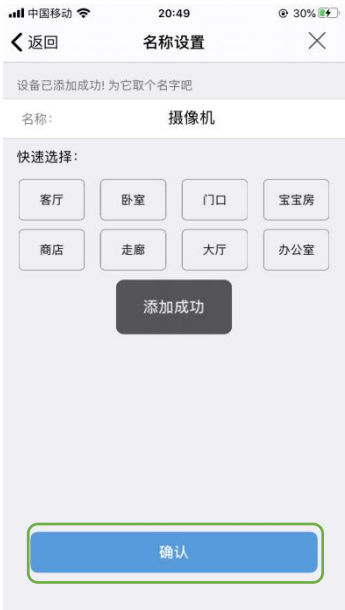 中国移动 20:49 30%
返回 名称设置
设备已添加成功! 为它取个名字吧
名称: 摄像机
快速选择:
客厅 卧室 门口 宝宝房
商店 走廊 大厅 办公室
添加成功
确认